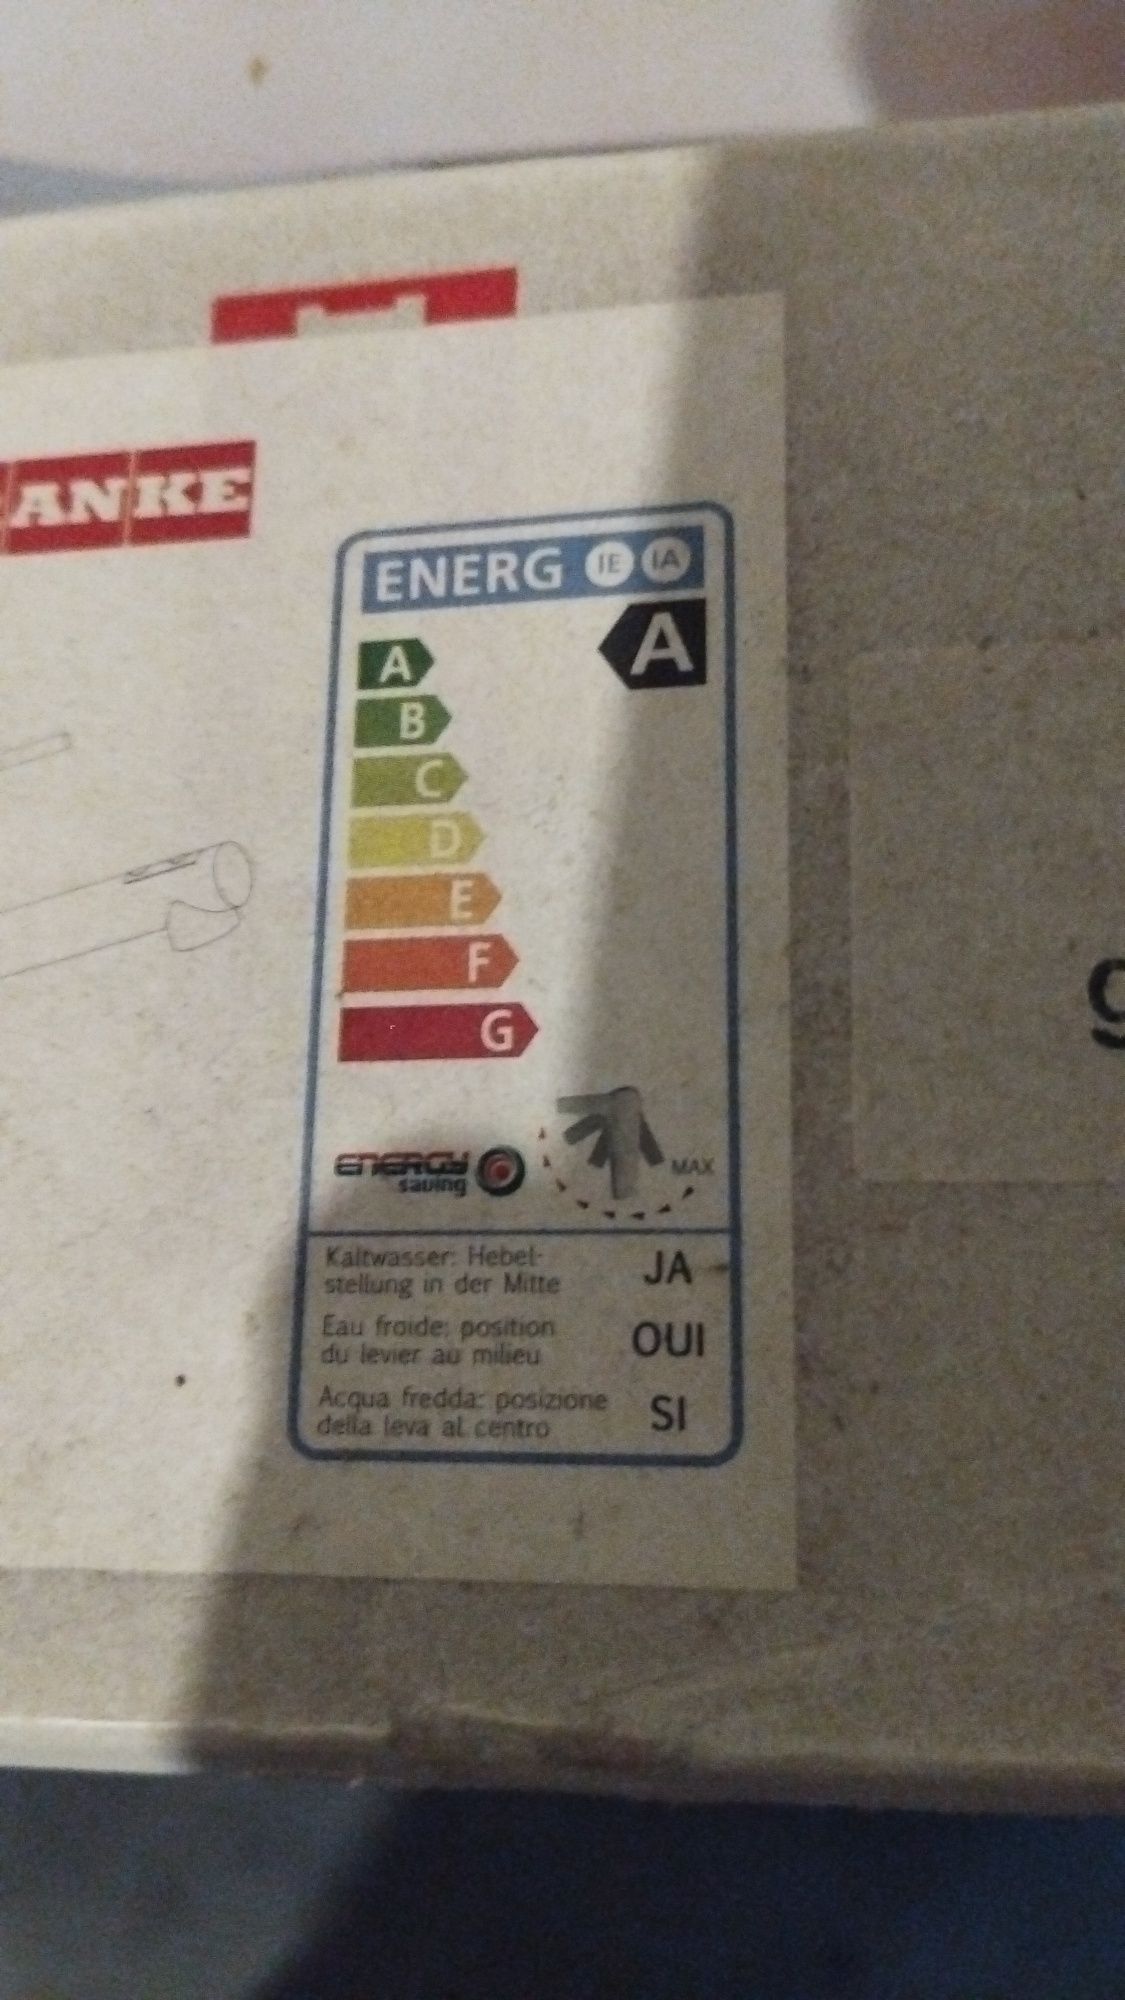 ANKE
ENERG IE IA
A
A
B
C
D
E
F
G
ENERGY
saving
MAX
Kaltwasser: Hebel-
stellung in der Mitte
JA
Eau froide: position
du levier au milieu
OUI
Acqua fredda: posizione
della leva al centro
SI
g